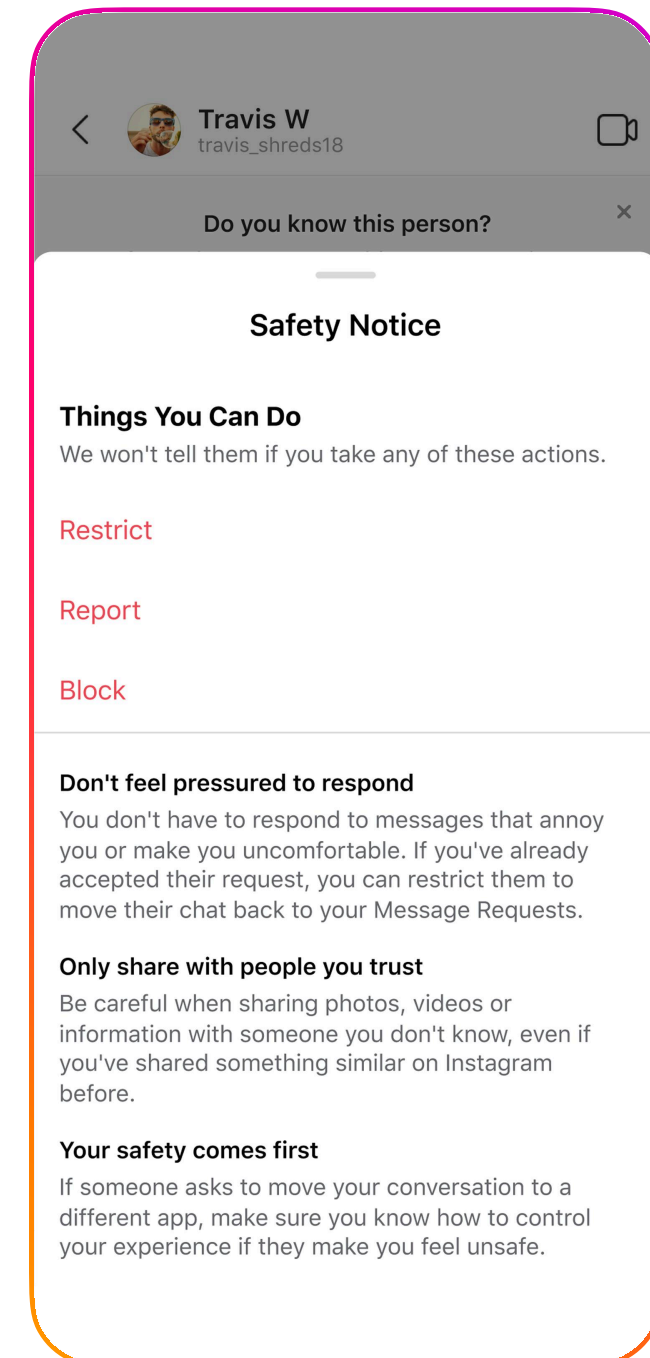 Travis W
travis_shreds18
Do you know this person?
Safety Notice
Things You Can Do
We won't tell them if you take any of these actions.
Restrict
Report
Block
Don't feel pressured to respond
You don't have to respond to messages that annoy
you or make you uncomfortable. If you've already
accepted their request, you can restrict them to
move their chat back to your Message Requests.
Only share with people you trust
Be careful when sharing photos, videos or
information with someone you don't know, even if
you've shared something similar on Instagram
before.
Your safety comes first
If someone asks to move your conversation to a
different app, make sure you know how to control
your experience if they make you feel unsafe.